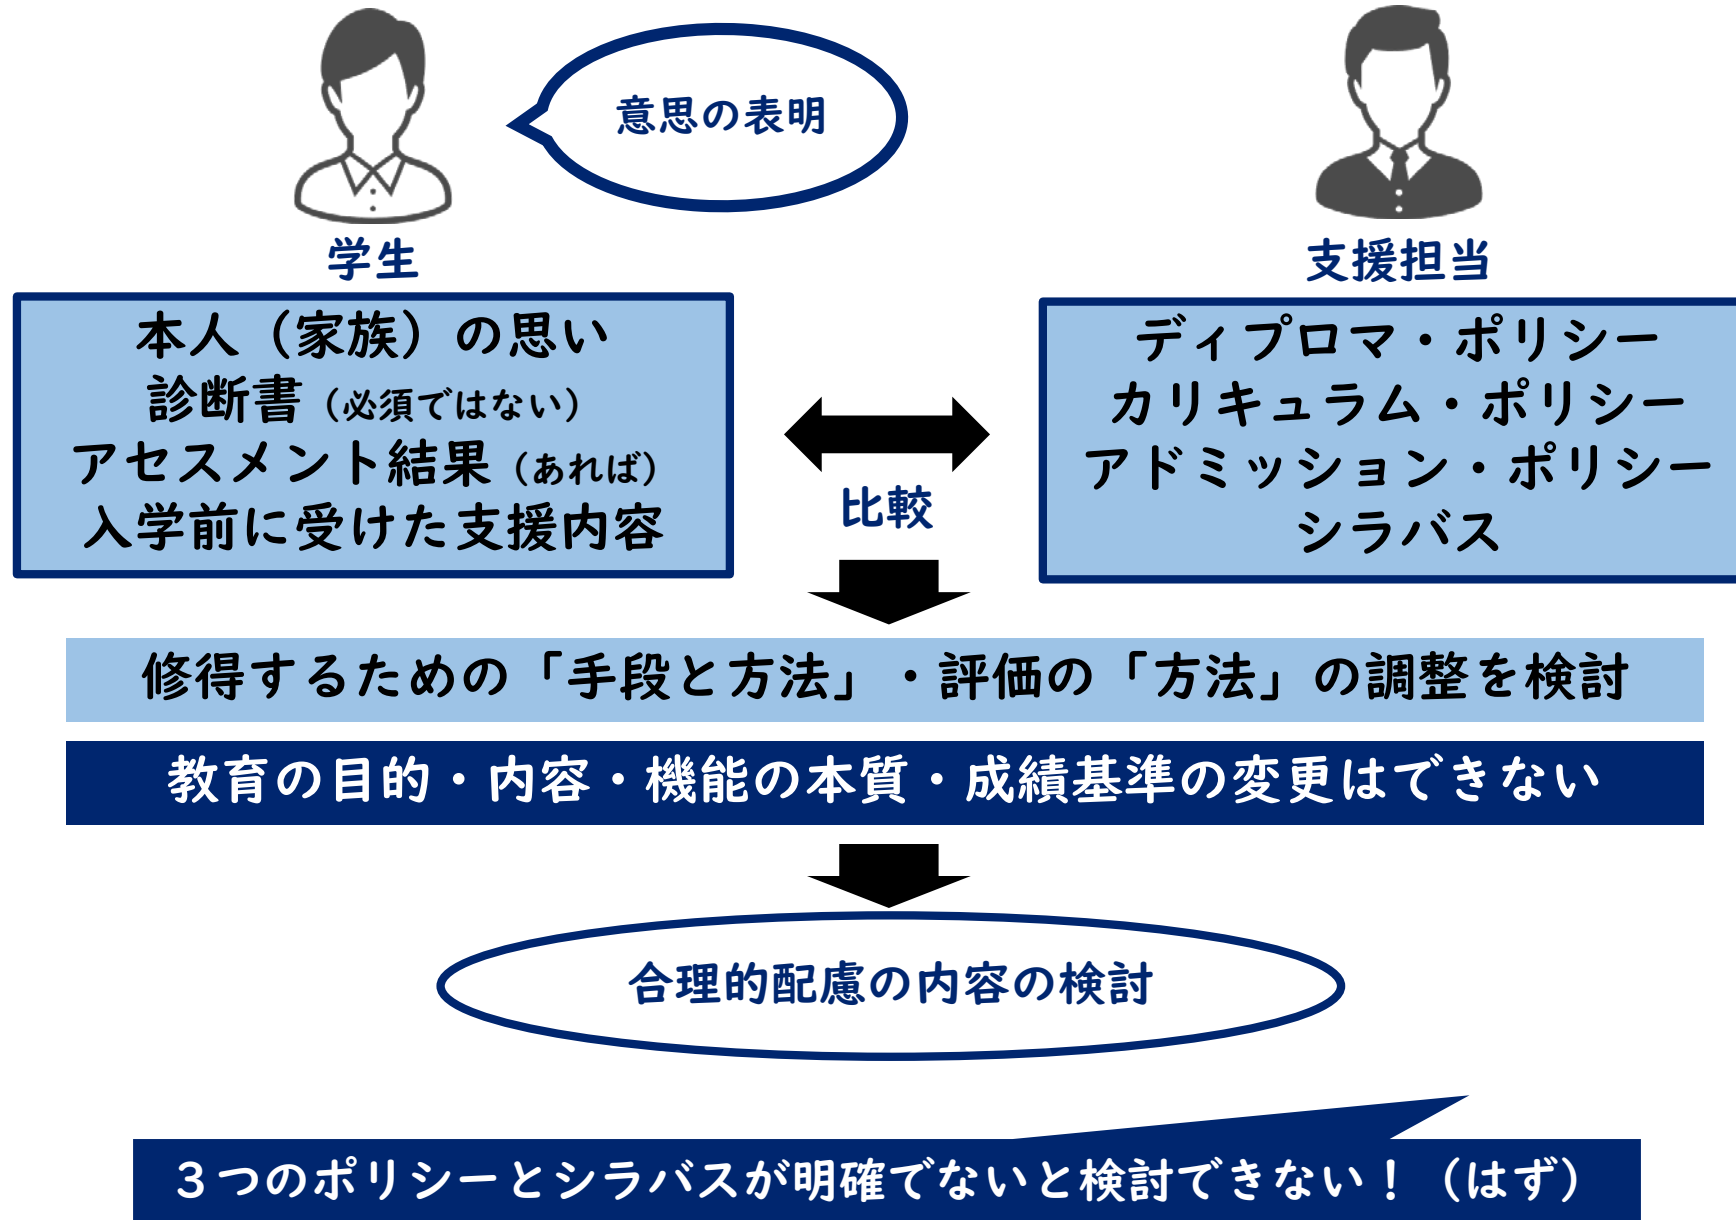 意思の表明
学生
支援担当
本人（家族）の思い
診断書（必須ではない）
アセスメント結果（あれば）
入学前に受けた支援内容
比較
ディプロマ・ポリシー
カリキュラム・ポリシー
アドミッション・ポリシー
シラバス
修得するための「手段と方法」・評価の「方法」の調整を検討
教育の目的・内容・機能の本質・成績基準の変更はできない
合理的配慮の内容の検討
３つのポリシーとシラバスが明確でないと検討できない！（はず）